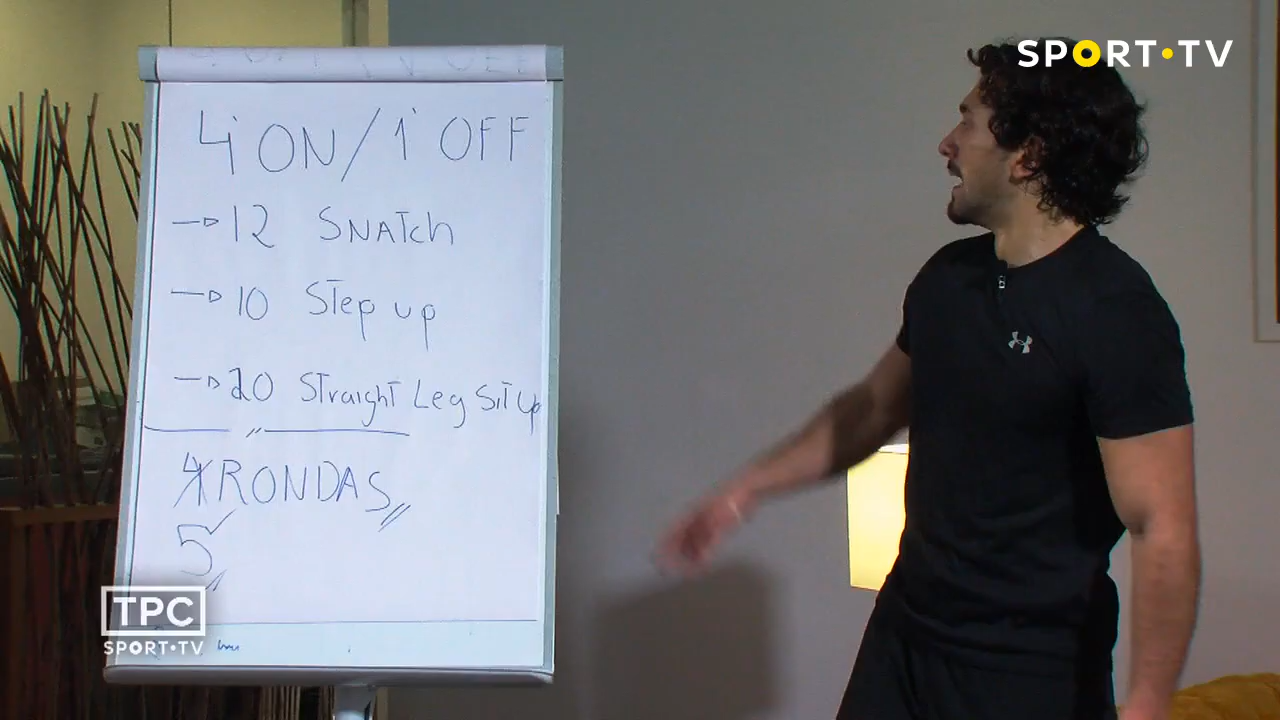 SPORT·TV
4' ON / 1' OFF
→ 12 SNATch
→ 10 Step up
→ 20 Straight Leg Sit Up
4 RONDAS
5
TPC
SPORT·TV